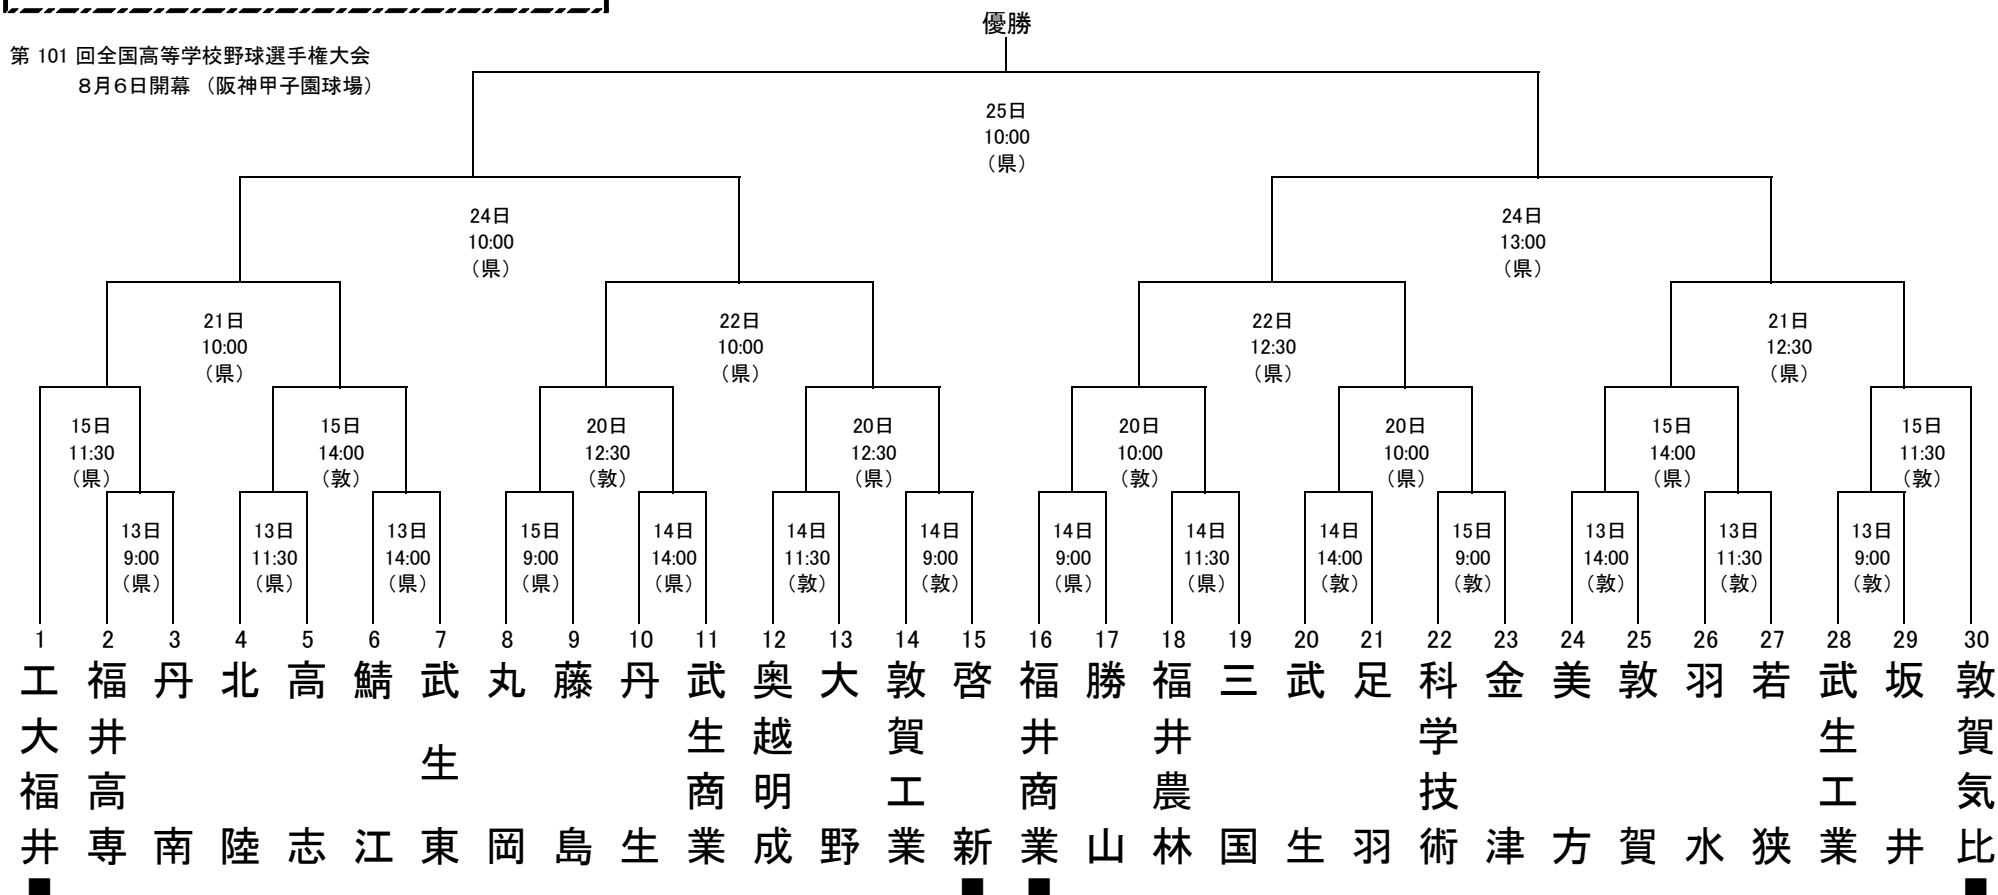 優勝
第 101 回全国高等学校野球選手権大会
8月6日開幕 （阪神甲子園球場）
25日
10:00
（県）
24日
10:00
（県）
24日
13:00
（県）
21日
10:00
（県）
22日
10:00
（県）
22日
12:30
（県）
21日
12:30
（県）
15日
11:30
（県）
15日
14:00
（敦）
20日
12:30
（敦）
20日
12:30
（県）
20日
10:00
（敦）
20日
10:00
（県）
15日
14:00
（県）
15日
11:30
（敦）
13日
9:00
（県）
13日
11:30
（県）
13日
14:00
（県）
15日
9:00
（県）
14日
14:00
（県）
14日
11:30
（敦）
14日
9:00
（敦）
14日
9:00
（県）
14日
11:30
（県）
14日
14:00
（敦）
15日
9:00
（敦）
13日
14:00
（敦）
13日
11:30
（敦）
13日
9:00
（敦）
1
工大福井
2
福井高専
3
丹南
4
北陸
5
高志
6
鯖江
7
武生東
8
丸岡
9
藤島
10
丹生
11
武生商業
12
奥越明成
13
大野
14
敦賀工業
15
啓新
16
福井商業
17
勝山
18
福井農林
19
三国
20
武生
21
足羽
22
科学技術
23
金津
24
美方
25
敦賀
26
羽水
27
若狭
28
武生工業
29
坂井
30
敦賀気比